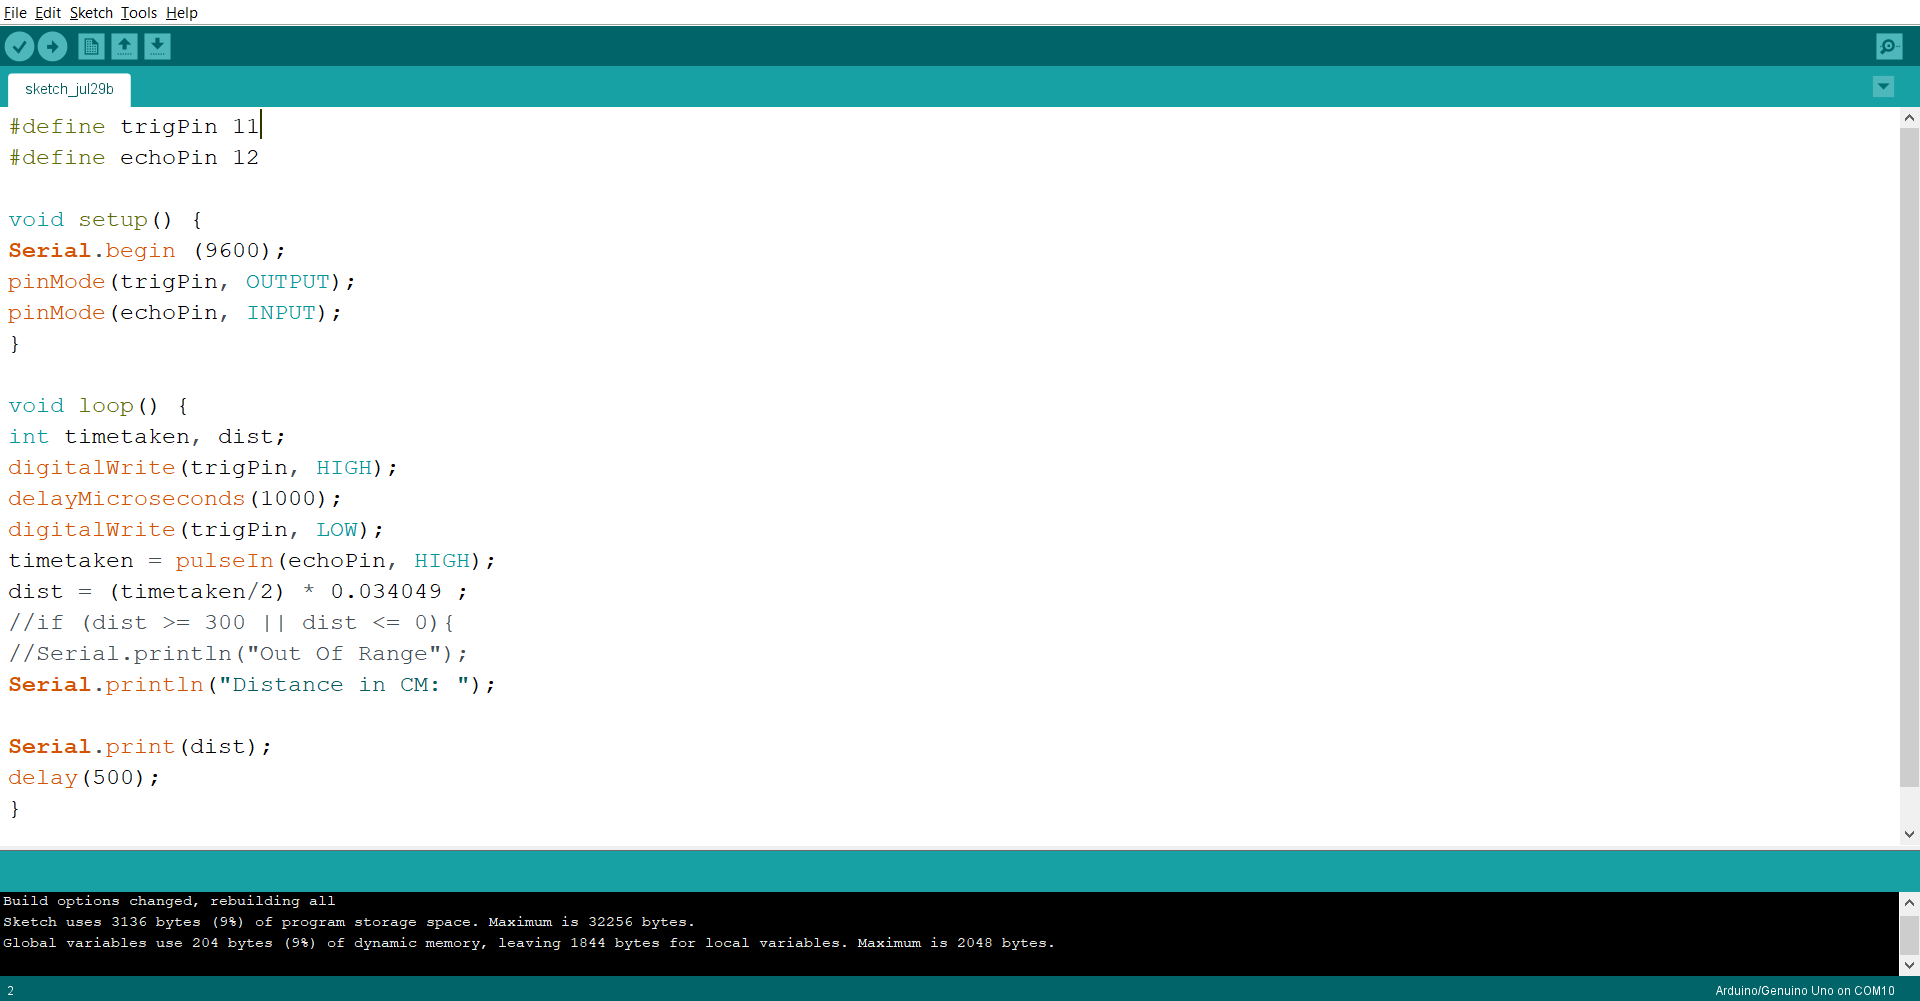 File Edit Sketch Tools Help
sketch_jul29b
#define trigPin 11
#define echoPin 12
void setup() {
Serial.begin (9600);
pinMode(trigPin, OUTPUT);
pinMode(echoPin, INPUT);
}
void loop() {
int timetaken, dist;
digitalWrite(trigPin, HIGH);
delayMicroseconds(1000);
digitalWrite(trigPin, LOW);
timetaken = pulseIn(echoPin, HIGH);
dist = (timetaken/2) * 0.034049 ;
//if (dist >= 300 || dist <= 0){
//Serial.println("Out Of Range");
Serial.println("Distance in CM: ");
Serial.print(dist);
delay(500);
}
Build options changed, rebuilding all
Sketch uses 3136 bytes (9%) of program storage space. Maximum is 32256 bytes.
Global variables use 204 bytes (9%) of dynamic memory, leaving 1844 bytes for local variables. Maximum is 2048 bytes.
2
Arduino/Genuino Uno on COM10